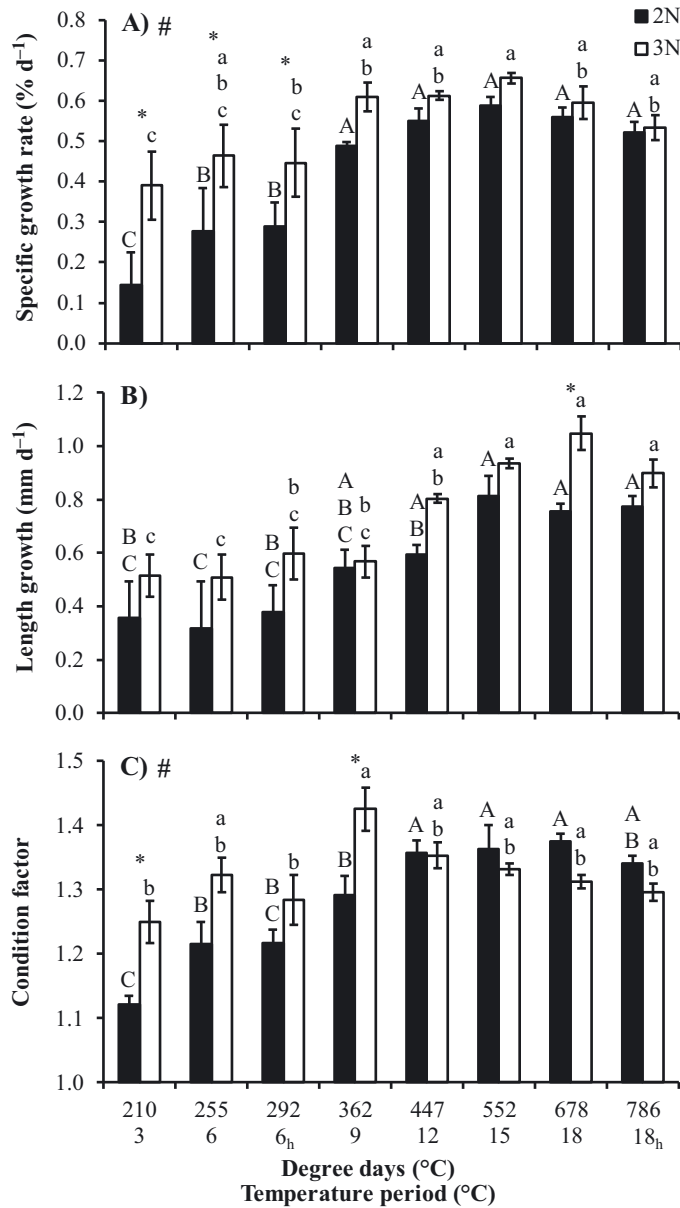 A) #
2N
3N
Specific growth rate (% d⁻¹)
0.8
0.7
0.6
0.5
0.4
0.3
0.2
0.1
0.0
C
*
c
B
*
a
b
c
B
*
b
c
A
a
b
A
a
b
A
a
A
a
b
A
a
b
B)
Length growth (mm d⁻¹)
1.2
1.0
0.8
0.6
0.4
0.2
0.0
B
C
c
C
c
B
C
b
c
A
B
C
b
c
A
B
a
b
A
a
A
*
a
A
a
C) #
Condition factor
1.5
1.4
1.3
1.2
1.1
1.0
C
*
b
B
a
b
B
C
b
B
*
a
A
a
b
A
a
b
A
a
b
A
B
a
b
210 255 292 362 447 552 678 786
3 6 6h 9 12 15 18 18h
Degree days (°C)
Temperature period (°C)